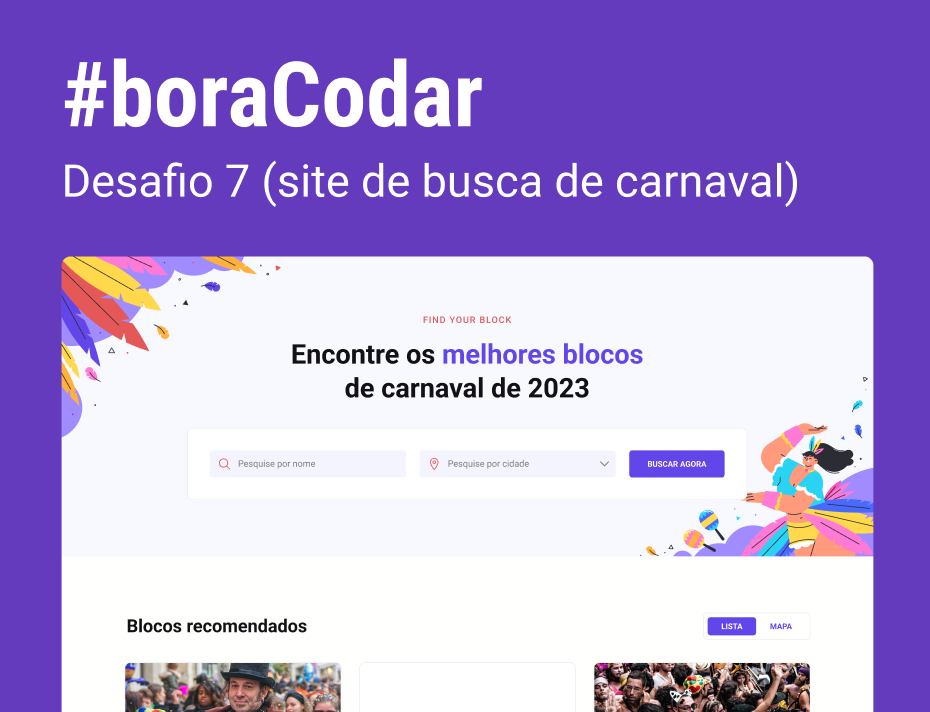 #boraCodar
Desafio 7 (site de busca de carnaval)
FIND YOUR BLOCK
Encontre os melhores blocos
de carnaval de 2023
Pesquise por nome
Pesquise por cidade
BUSCAR AGORA
Blocos recomendados
LISTA
MAPA